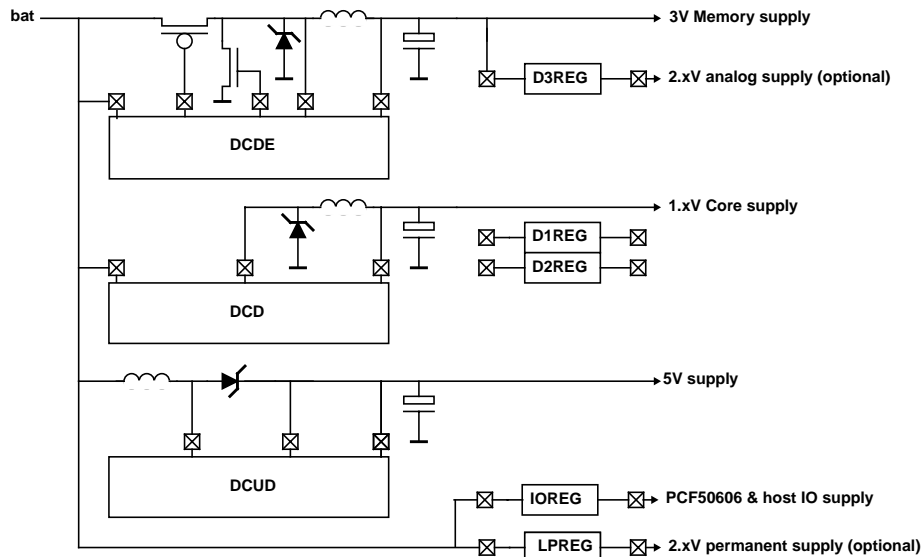 bat
3V Memory supply
D3REG
2.xV analog supply (optional)
DCDE
1.xV Core supply
D1REG
D2REG
DCD
5V supply
DCUD
IOREG
PCF50606 & host IO supply
LPREG
2.xV permanent supply (optional)